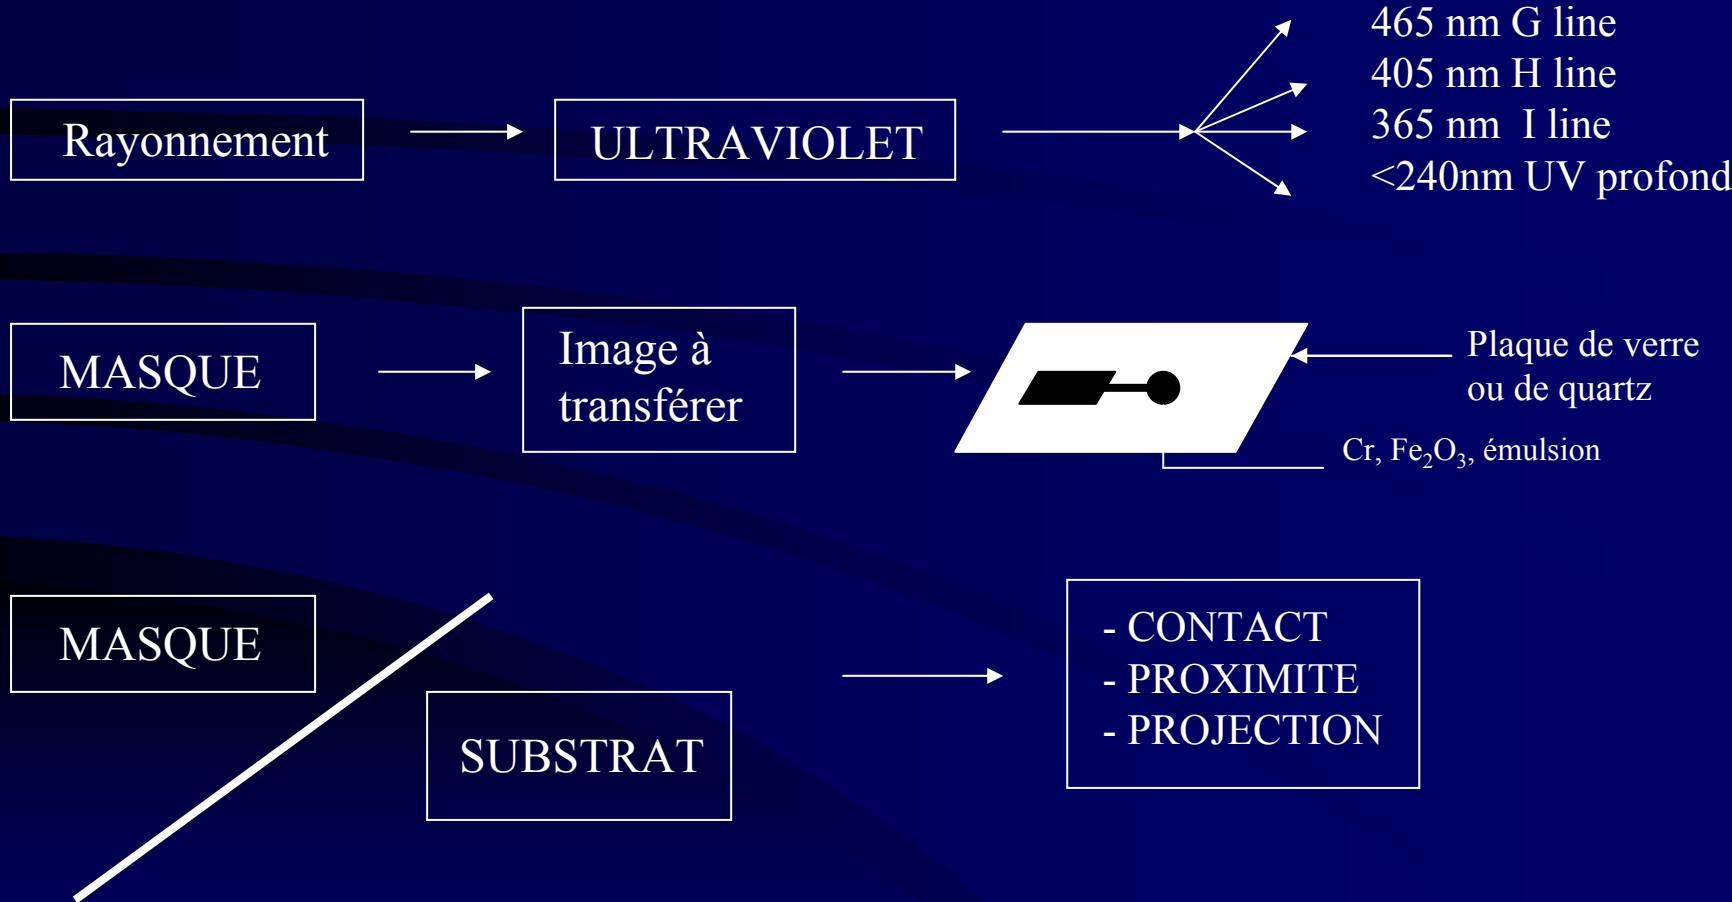 465 nm G line
405 nm H line
365 nm I line
<240nm UV profond
Rayonnement
ULTRAVIOLET
MASQUE
Image à
transférer
Plaque de verre
ou de quartz
Cr, Fe₂O₃, émulsion
MASQUE
SUBSTRAT
- CONTACT
- PROXIMITE
- PROJECTION